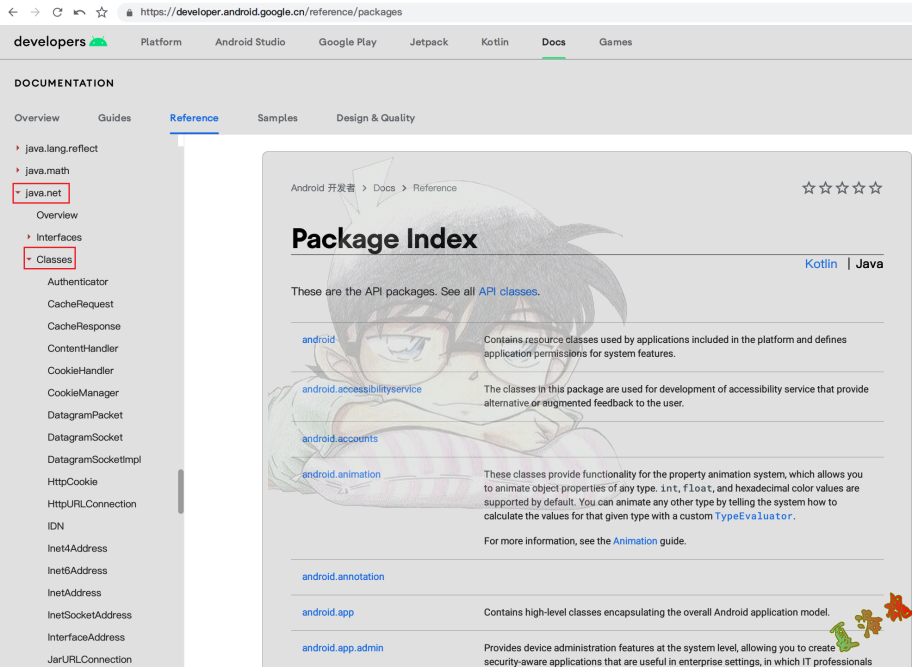 https://developer.android.google.cn/reference/packages
developers Platform Android Studio Google Play Jetpack Kotlin Docs Games
DOCUMENTATION
Overview Guides Reference Samples Design & Quality
java.lang.reflect
java.math
java.net
Overview
Interfaces
Classes
Authenticator
CacheRequest
CacheResponse
ContentHandler
CookieHandler
CookieManager
DatagramPacket
DatagramSocket
DatagramSocketImpl
HttpCookie
HttpURLConnection
IDN
Inet4Address
Inet6Address
InetAddress
InetSocketAddress
InterfaceAddress
JarURLConnection
Android 开发者 > Docs > Reference
Package Index
Kotlin | Java
These are the API packages. See all API classes.
android Contains resource classes used by applications included in the platform and defines
application permissions for system features.
android.accessibilityservice The classes in this package are used for development of accessibility service that provide
alternative or augmented feedback to the user.
android.accounts
android.animation These classes provide functionality for the property animation system, which allows you
to animate object properties of any type. int, float, and hexadecimal color values are
supported by default. You can animate any other type by telling the system how to
calculate the values for that given type with a custom TypeEvaluator.
For more information, see the Animation guide.
android.annotation
android.app Contains high-level classes encapsulating the overall Android application model.
android.app.admin Provides device administration features at the system level, allowing you to create
security-aware applications that are useful in enterprise settings, in which IT professionals